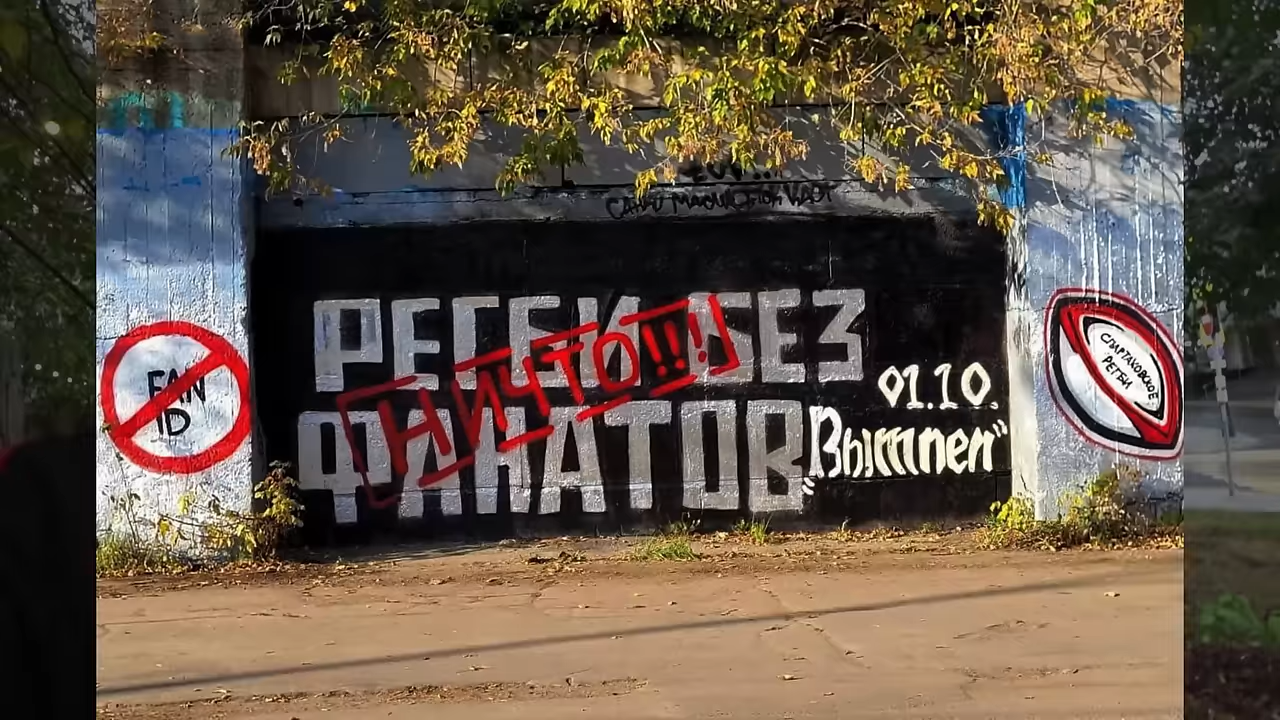 FAN
ID
РЕГБИ БЕЗ
НИЧТО!!!
ФАНАТОВ
01.10.
"Вымпел"
СПАРТАКОВСКОЕ
РЕГБИ